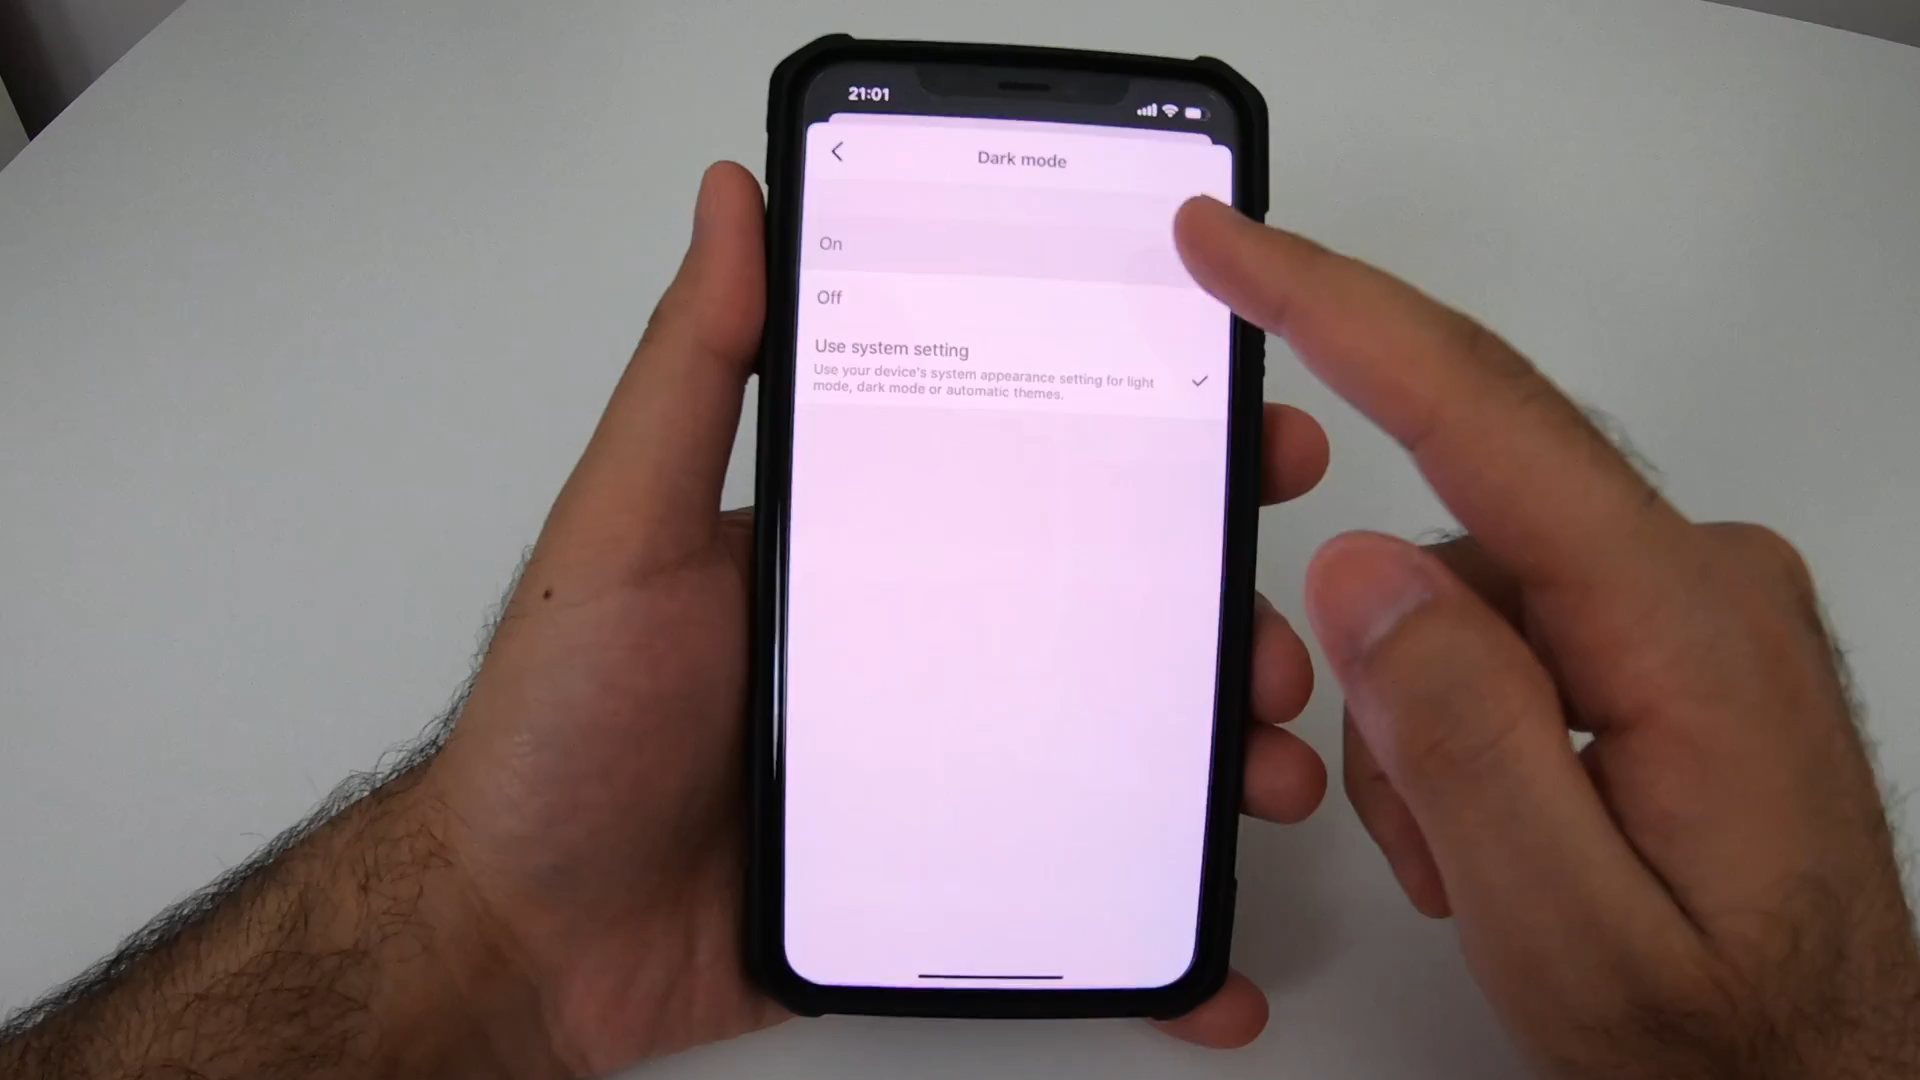 21:01
Dark mode
On
Off
Use system setting
Use your device's system appearance setting for light
mode, dark mode or automatic themes.